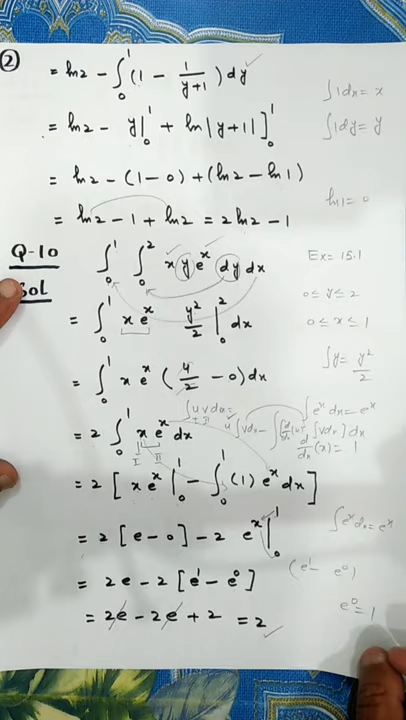 ②
= ln2 - ∫₀¹ (1 - 1/(y+1)) dy ✓
∫1dx = x
= ln2 - y|₀¹ + ln|y+1|]₀¹
∫1dy = y
= ln2 - (1-0) + (ln2 - ln1)
ln1 = 0
= ln2 - 1 + ln2 = 2ln2 - 1
Q-10 ∫₀¹ ∫₀² x y eˣ dy dx
Ex = 15.1
Sol
0 ≤ y ≤ 2
= ∫₀¹ x eˣ y²/2 |₀² dx
0 ≤ x ≤ 1
∫y = y²/2
= ∫₀¹ x eˣ (4/2 - 0) dx
∫eˣdx = eˣ
= 2 ∫₀¹ x eˣ dx
I II
d/dx (x) = 1
= 2 [ x eˣ |₀¹ - ∫₀¹ (1) eˣ dx ]
= 2 [e - 0] - 2 eˣ|₀¹
∫eˣdx = eˣ
= 2e - 2 [e¹ - e⁰]
(e¹ - e⁰)
= 2e - 2e + 2 = 2 ✓
e⁰ = 1